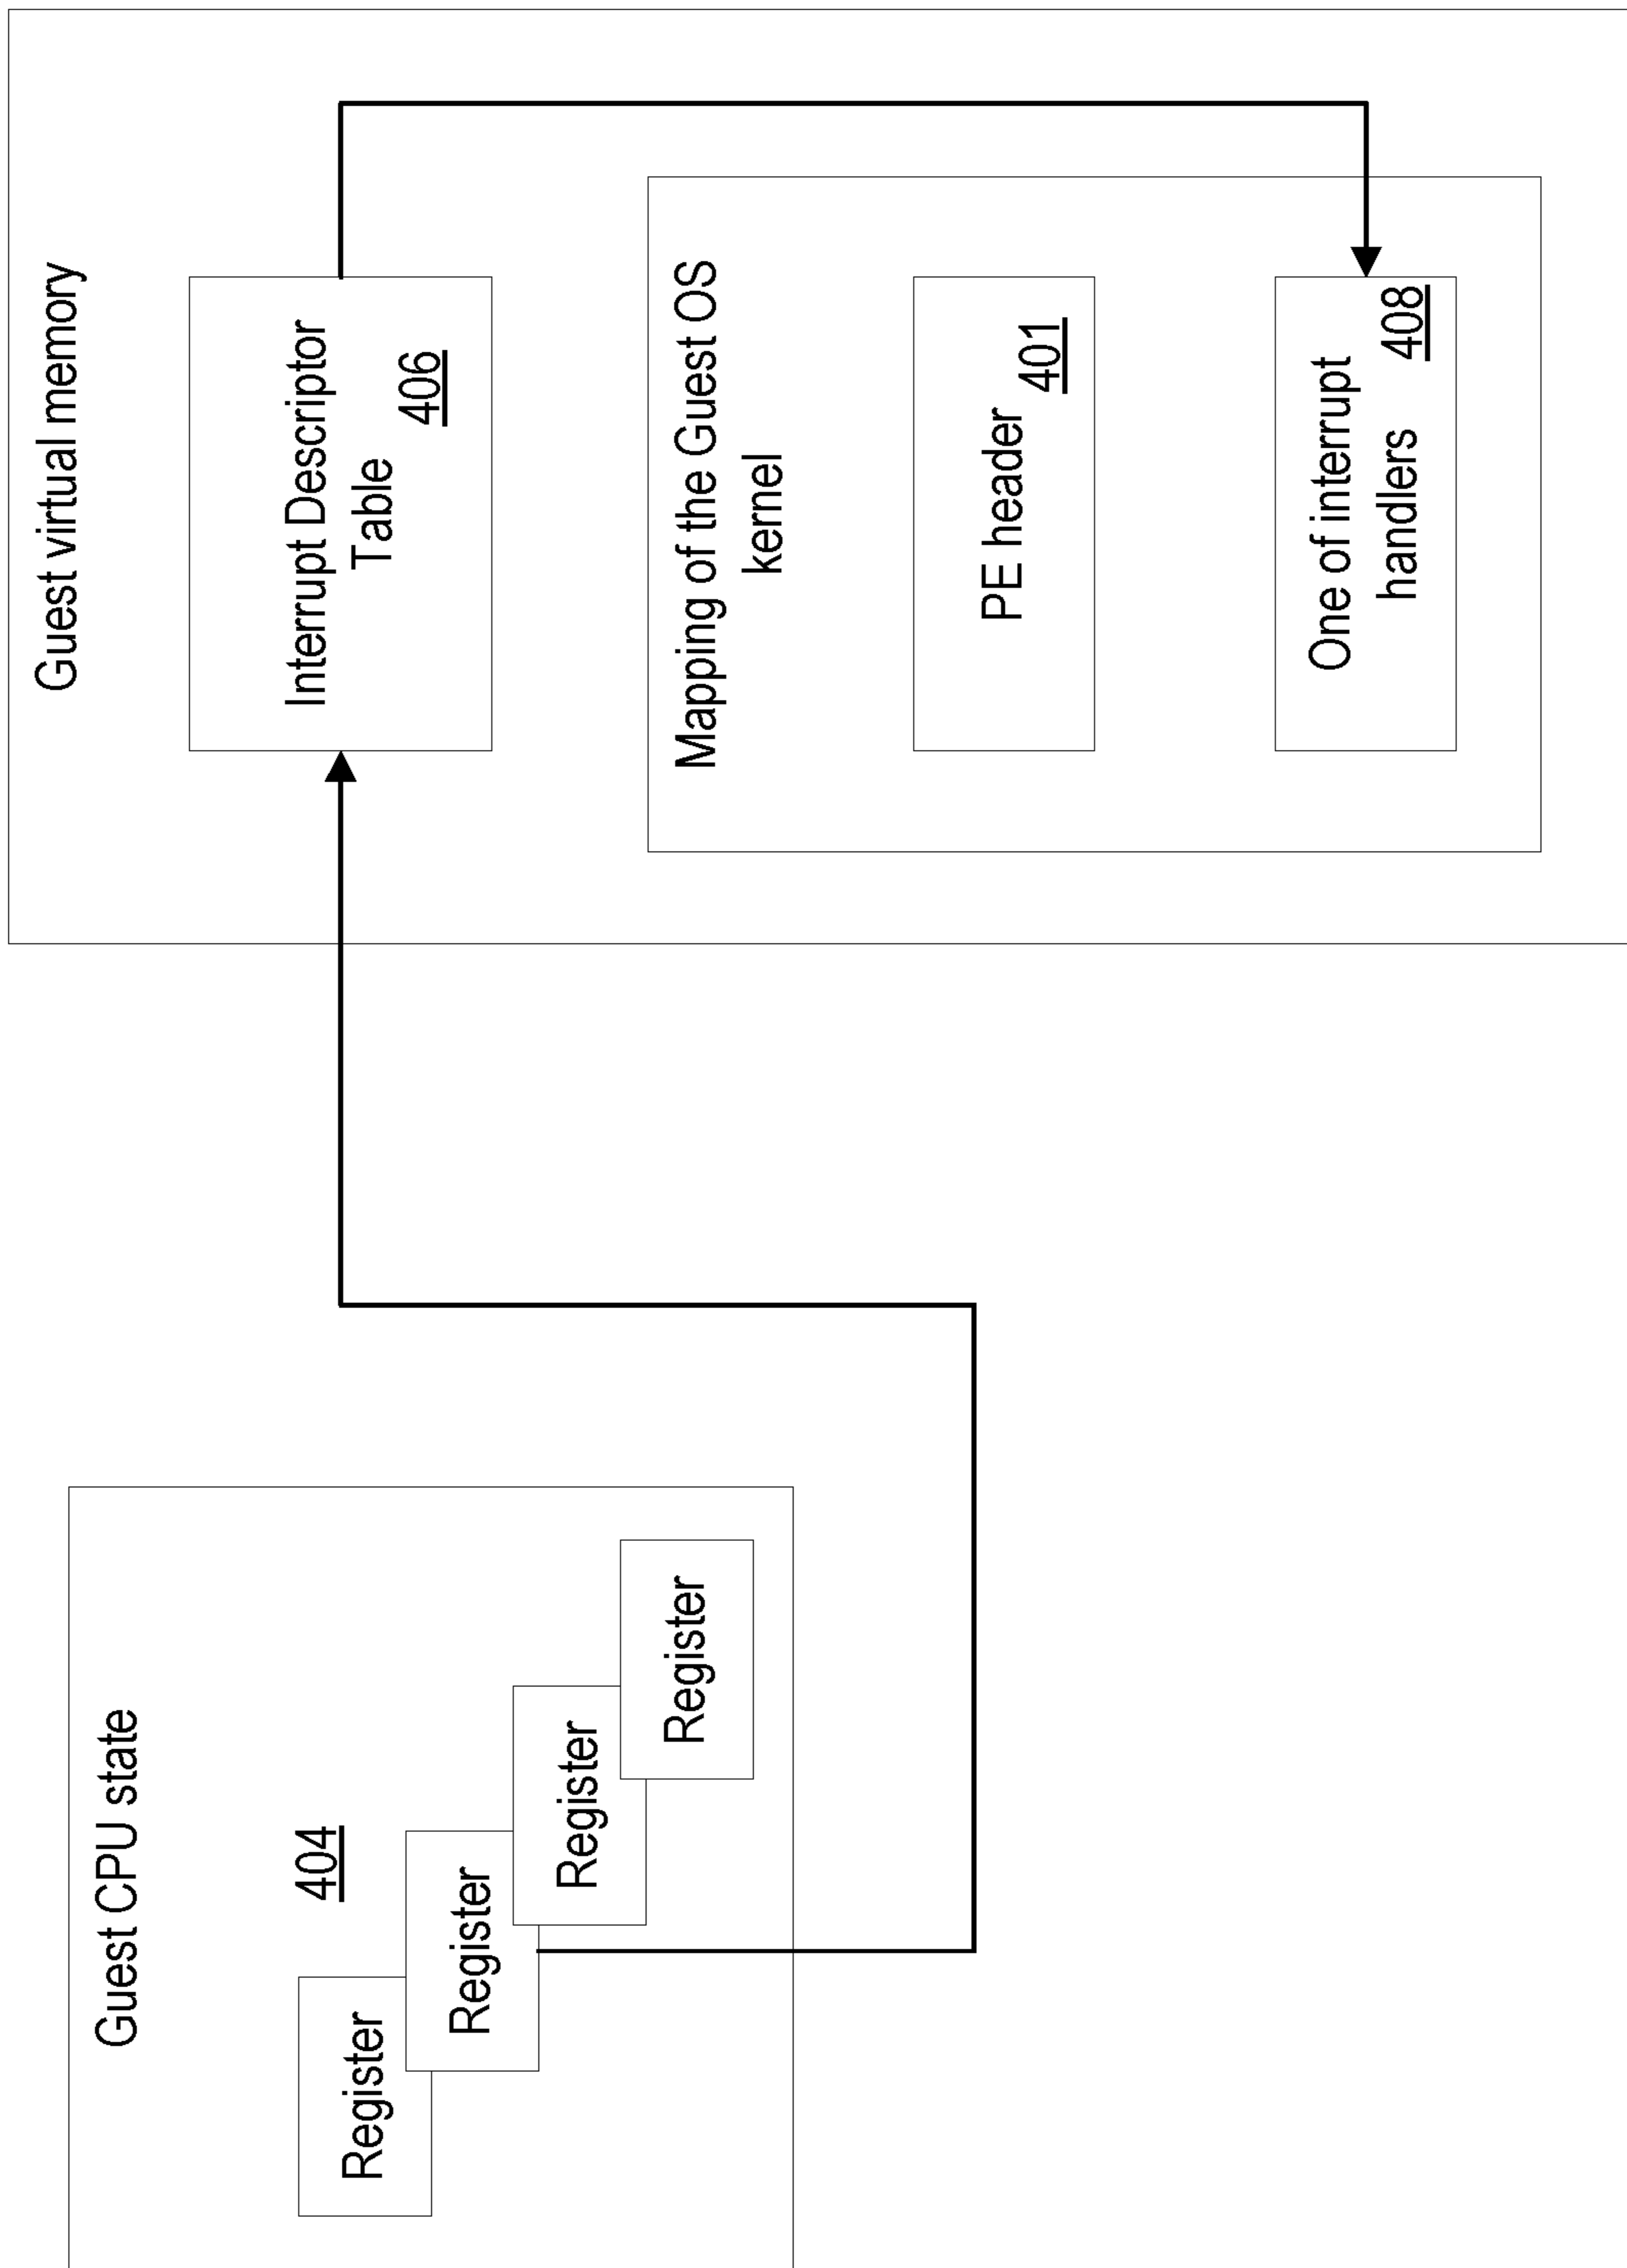 Guest CPU state
404
Register
Register
Register
Register
Guest virtual memory
Interrupt Descriptor
Table
406
Mapping of the Guest OS
kernel
PE header
401
One of interrupt
handlers
408